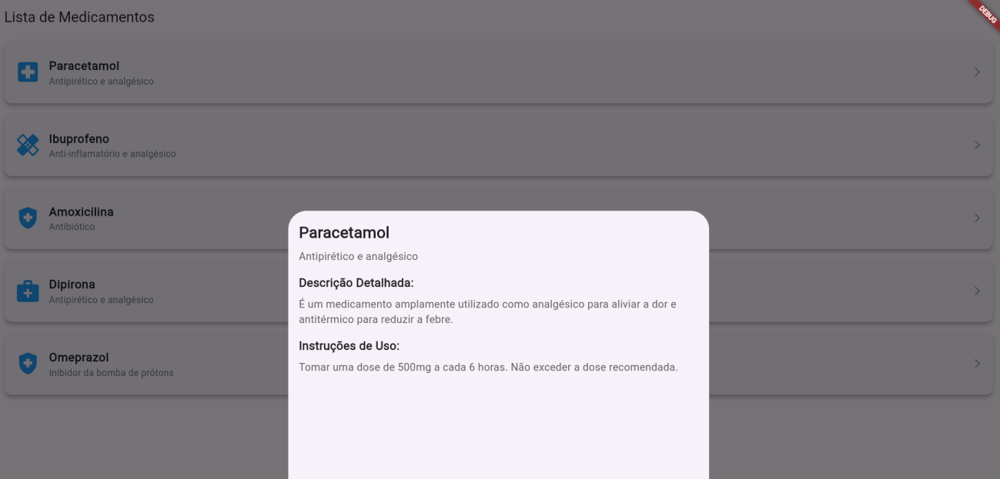 Lista de Medicamentos
DEBUG
Paracetamol
Antipirético e analgésico
Ibuprofeno
Anti-inflamatório e analgésico
Amoxicilina
Antibiótico
Dipirona
Antipirético e analgésico
Omeprazol
Inibidor da bomba de prótons
Paracetamol
Antipirético e analgésico
Descrição Detalhada:
É um medicamento amplamente utilizado como analgésico para aliviar a dor e
antitérmico para reduzir a febre.
Instruções de Uso:
Tomar uma dose de 500mg a cada 6 horas. Não exceder a dose recomendada.